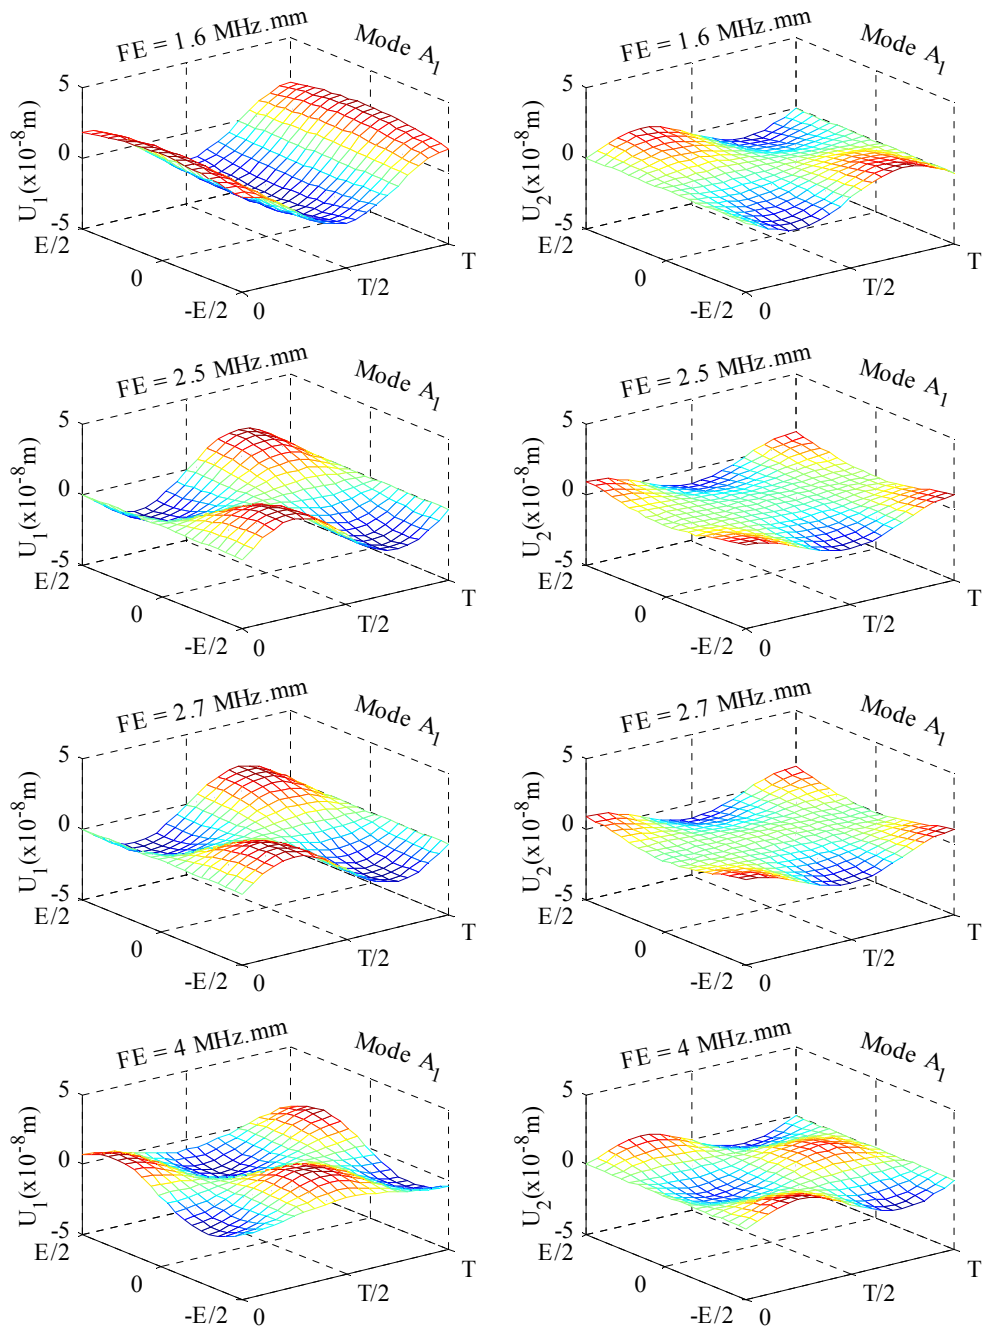 FE = 1.6 MHz.mm
Mode A1
U1(x10-8m)
5
0
-5
E/2
0
-E/2
0
T/2
T
FE = 1.6 MHz.mm
Mode A1
U2(x10-8m)
5
0
-5
E/2
0
-E/2
0
T/2
T
FE = 2.5 MHz.mm
Mode A1
U1(x10-8m)
5
0
-5
E/2
0
-E/2
0
T/2
T
FE = 2.5 MHz.mm
Mode A1
U2(x10-8m)
5
0
-5
E/2
0
-E/2
0
T/2
T
FE = 2.7 MHz.mm
Mode A1
U1(x10-8m)
5
0
-5
E/2
0
-E/2
0
T/2
T
FE = 2.7 MHz.mm
Mode A1
U2(x10-8m)
5
0
-5
E/2
0
-E/2
0
T/2
T
FE = 4 MHz.mm
Mode A1
U1(x10-8m)
5
0
-5
E/2
0
-E/2
0
T/2
T
FE = 4 MHz.mm
Mode A1
U2(x10-8m)
5
0
-5
E/2
0
-E/2
0
T/2
T